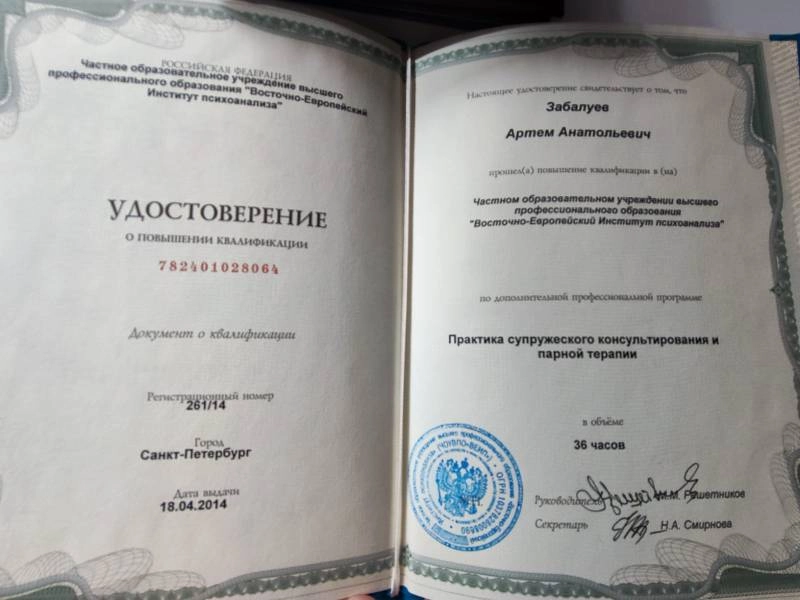 РОССИЙСКАЯ ФЕДЕРАЦИЯ
Частное образовательное учреждение высшего
профессионального образования "Восточно-Европейский
Институт психоанализа"
УДОСТОВЕРЕНИЕ
О ПОВЫШЕНИИ КВАЛИФИКАЦИИ
782401028064
Документ о квалификации
Регистрационный номер
261/14
Город
Санкт-Петербург
Дата выдачи
18.04.2014
Настоящее удостоверение свидетельствует о том, что
Забалуев
Артем Анатольевич
прошел(а) повышение квалификации в (на)
Частном образовательном учреждении высшего
профессионального образования
"Восточно-Европейский Институт психоанализа"
по дополнительной профессиональной программе
Практика супружеского консультирования и
парной терапии
в объёме
36 часов
Руководитель М.М. Решетников
Секретарь Н.А. Смирнова